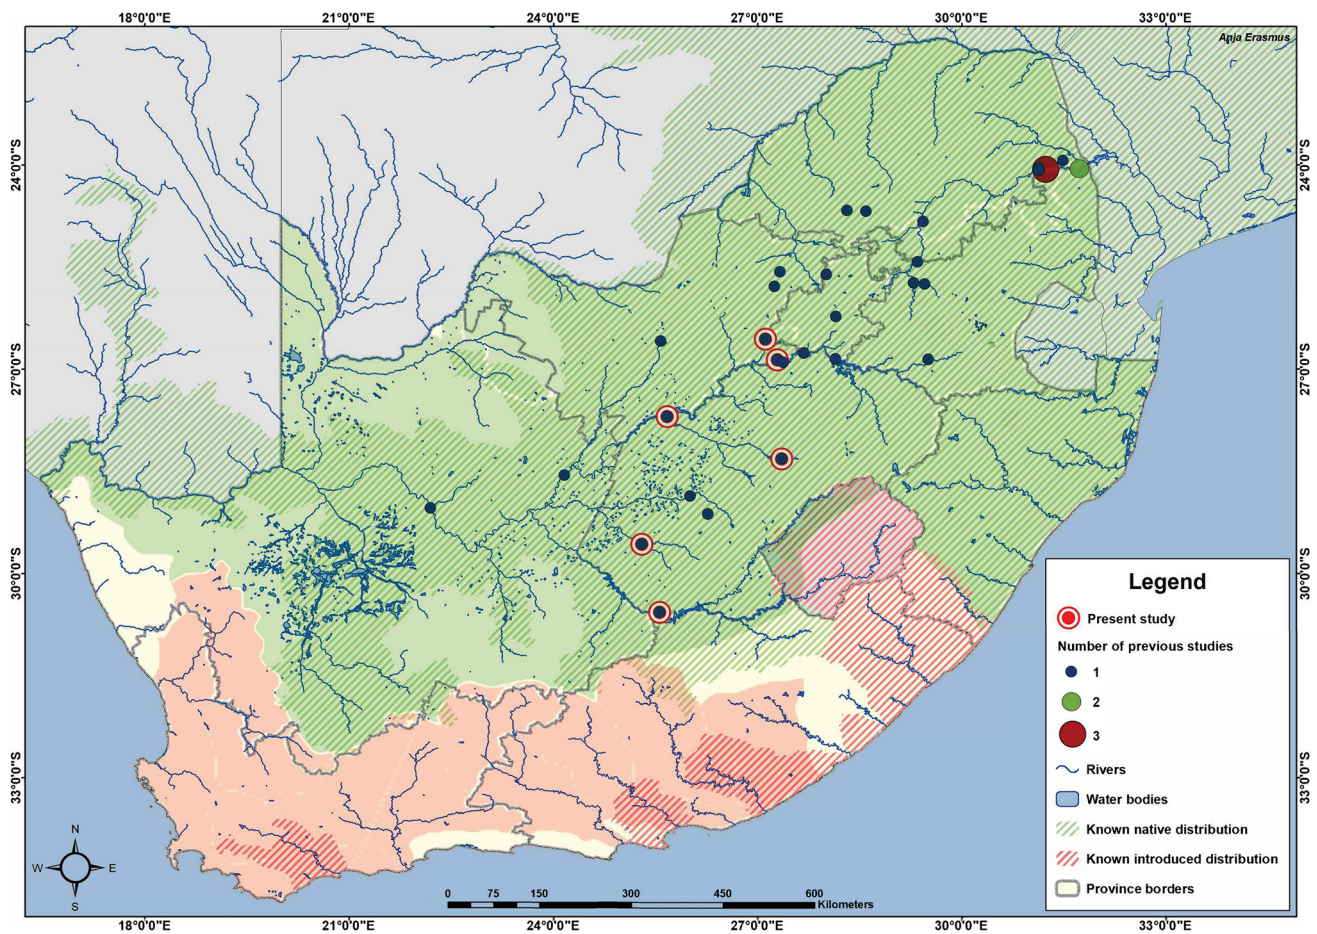 18°0'0"E 21°0'0"E 24°0'0"E 27°0'0"E 30°0'0"E 33°0'0"E
Anja Erasmus
24°0'0"S 24°0'0"S
27°0'0"S 27°0'0"S
30°0'0"S 30°0'0"S
33°0'0"S 33°0'0"S
Legend
Present study
Number of previous studies
1
2
3
Rivers
Water bodies
Known native distribution
Known introduced distribution
Province borders
N
W E
S
0 75 150 300 450 600
Kilometers
18°0'0"E 21°0'0"E 24°0'0"E 27°0'0"E 30°0'0"E 33°0'0"E